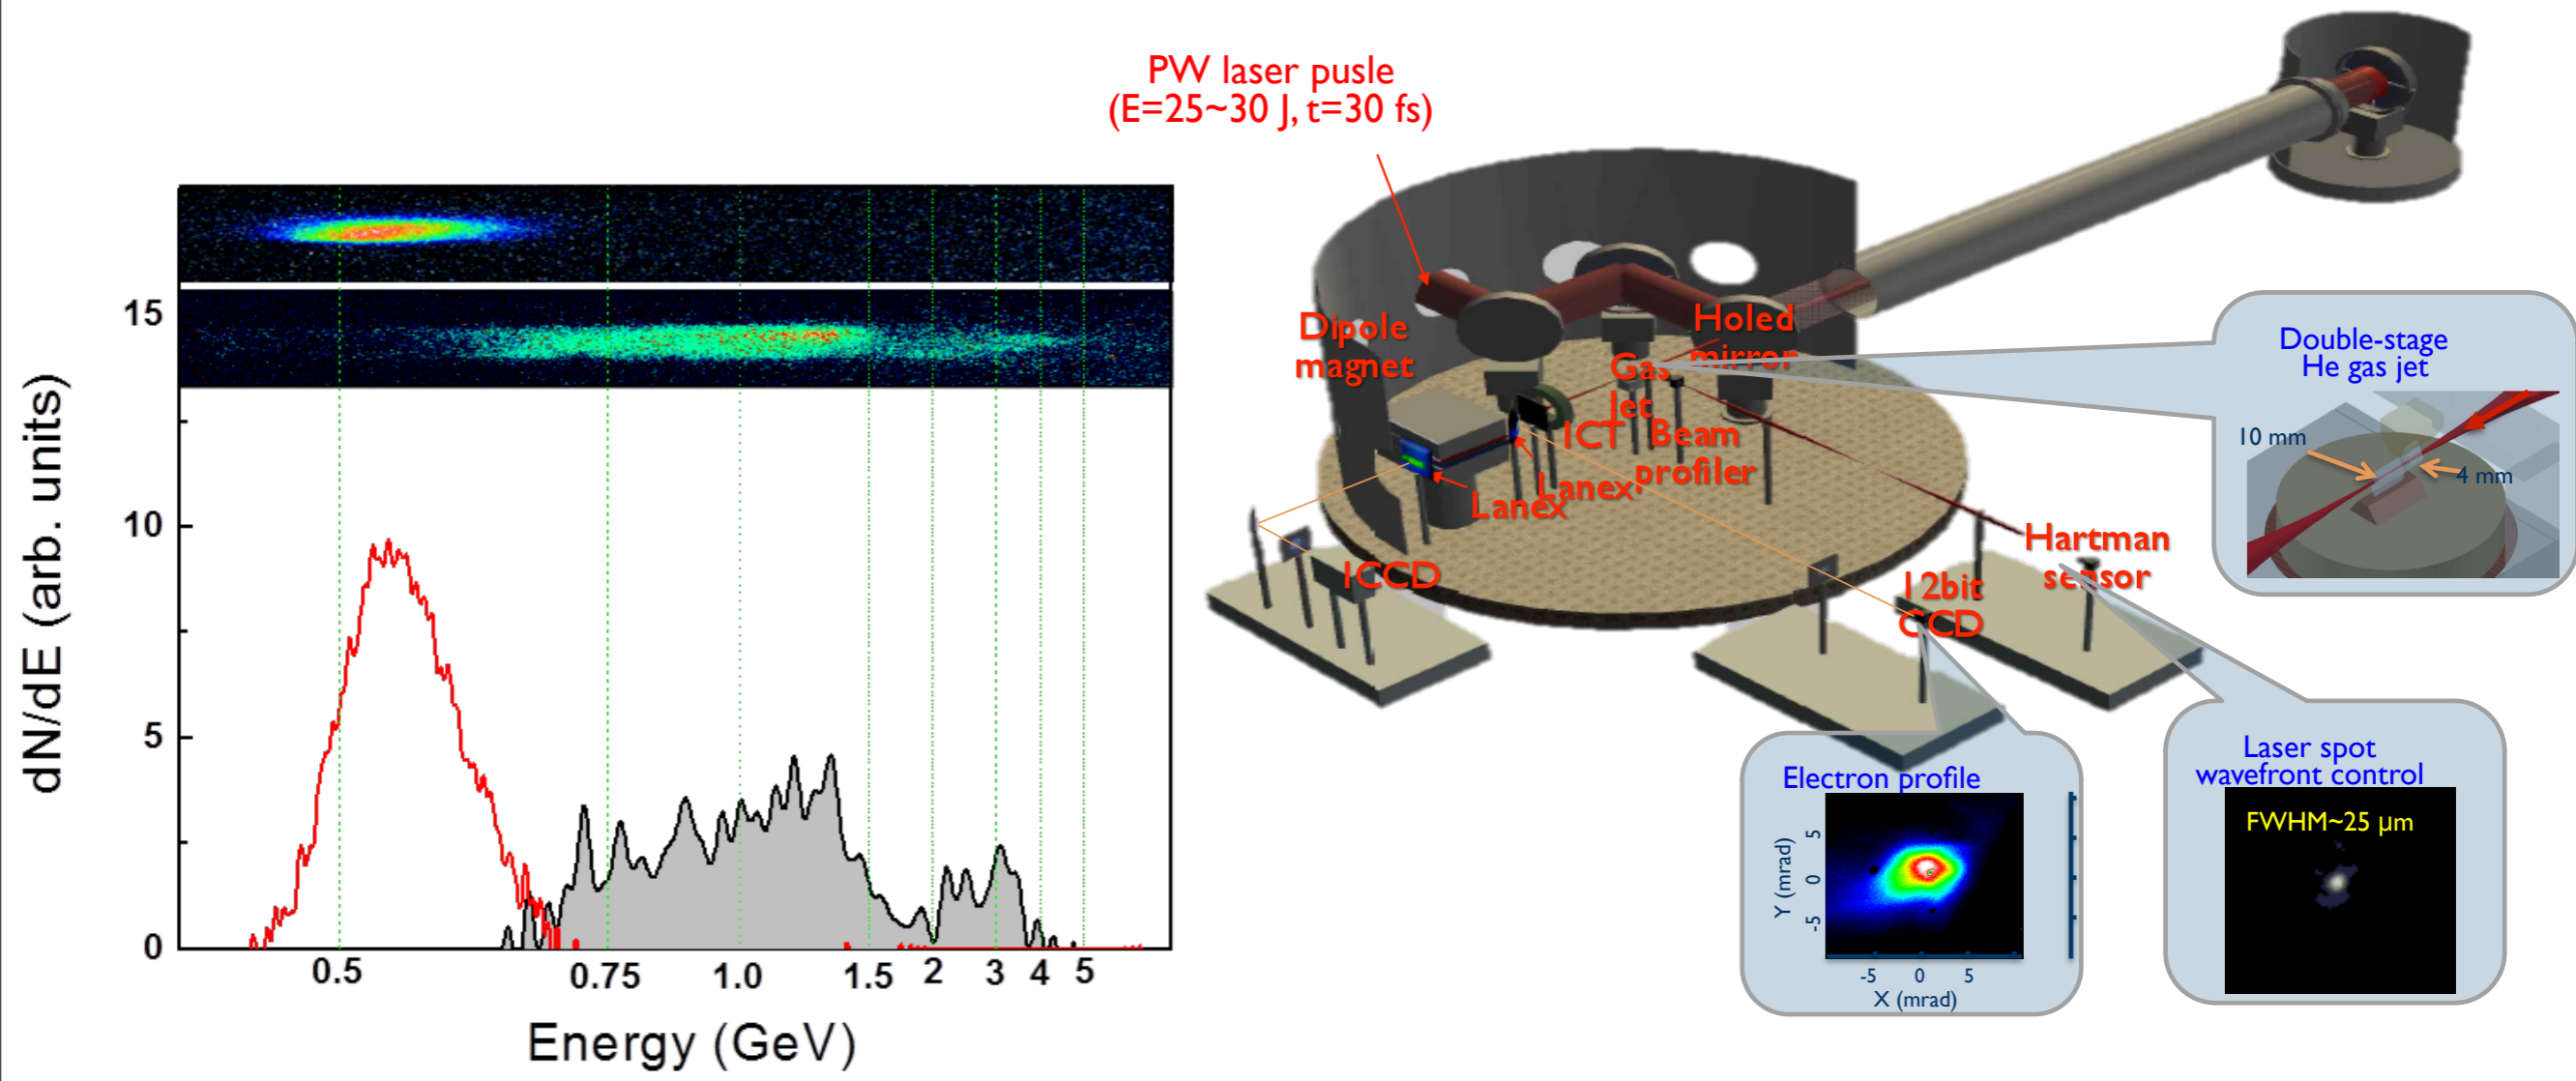 PW laser pusle
(E=25~30 J, t=30 fs)
15
10
5
0
dN/dE (arb. units)
0.5
0.75
1.0
1.5
2
3
4
5
Energy (GeV)
Dipole
magnet
Holed
mirror
Gas
Jet
ICT
Beam
profiler
Lanex
Lanex
ICCD
12bit
CCD
Hartman
sensor
Double-stage
He gas jet
10 mm
4 mm
Electron profile
Y (mrad)
5
0
-5
-5
0
5
X (mrad)
Laser spot
wavefront control
FWHM~25 µm